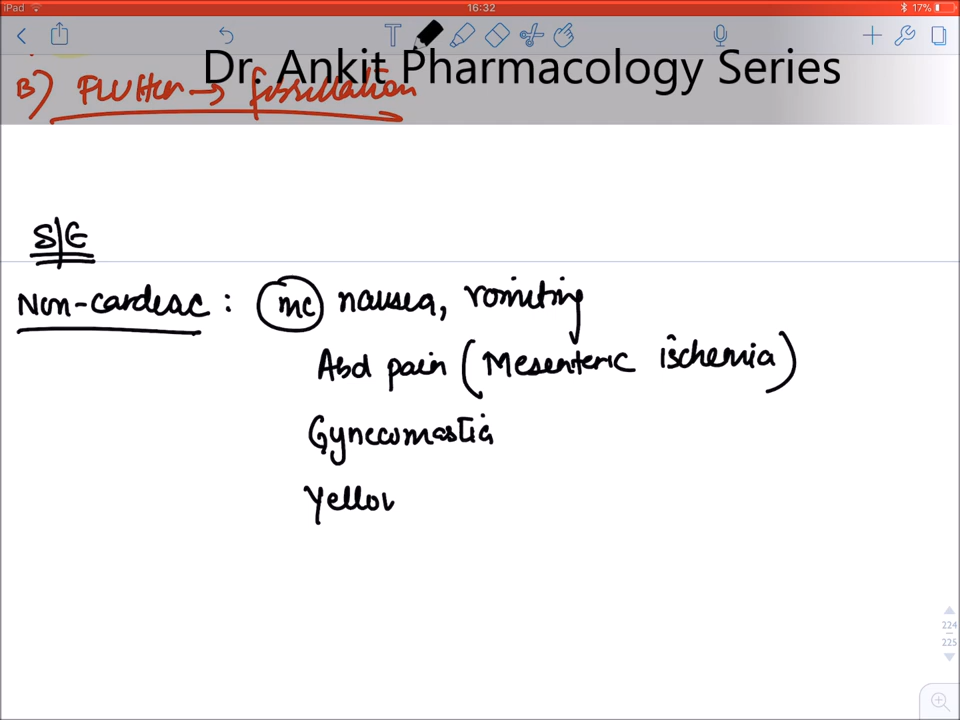 iPad 16:32 17%
Dr. Ankit Pharmacology Series
B) Flutter → fibrillation
S/E
Non-cardeac : mc nausea, vomiting
Abd pain (Mesenteric ischemia)
Gynecomastia
Yellow
T
224
225